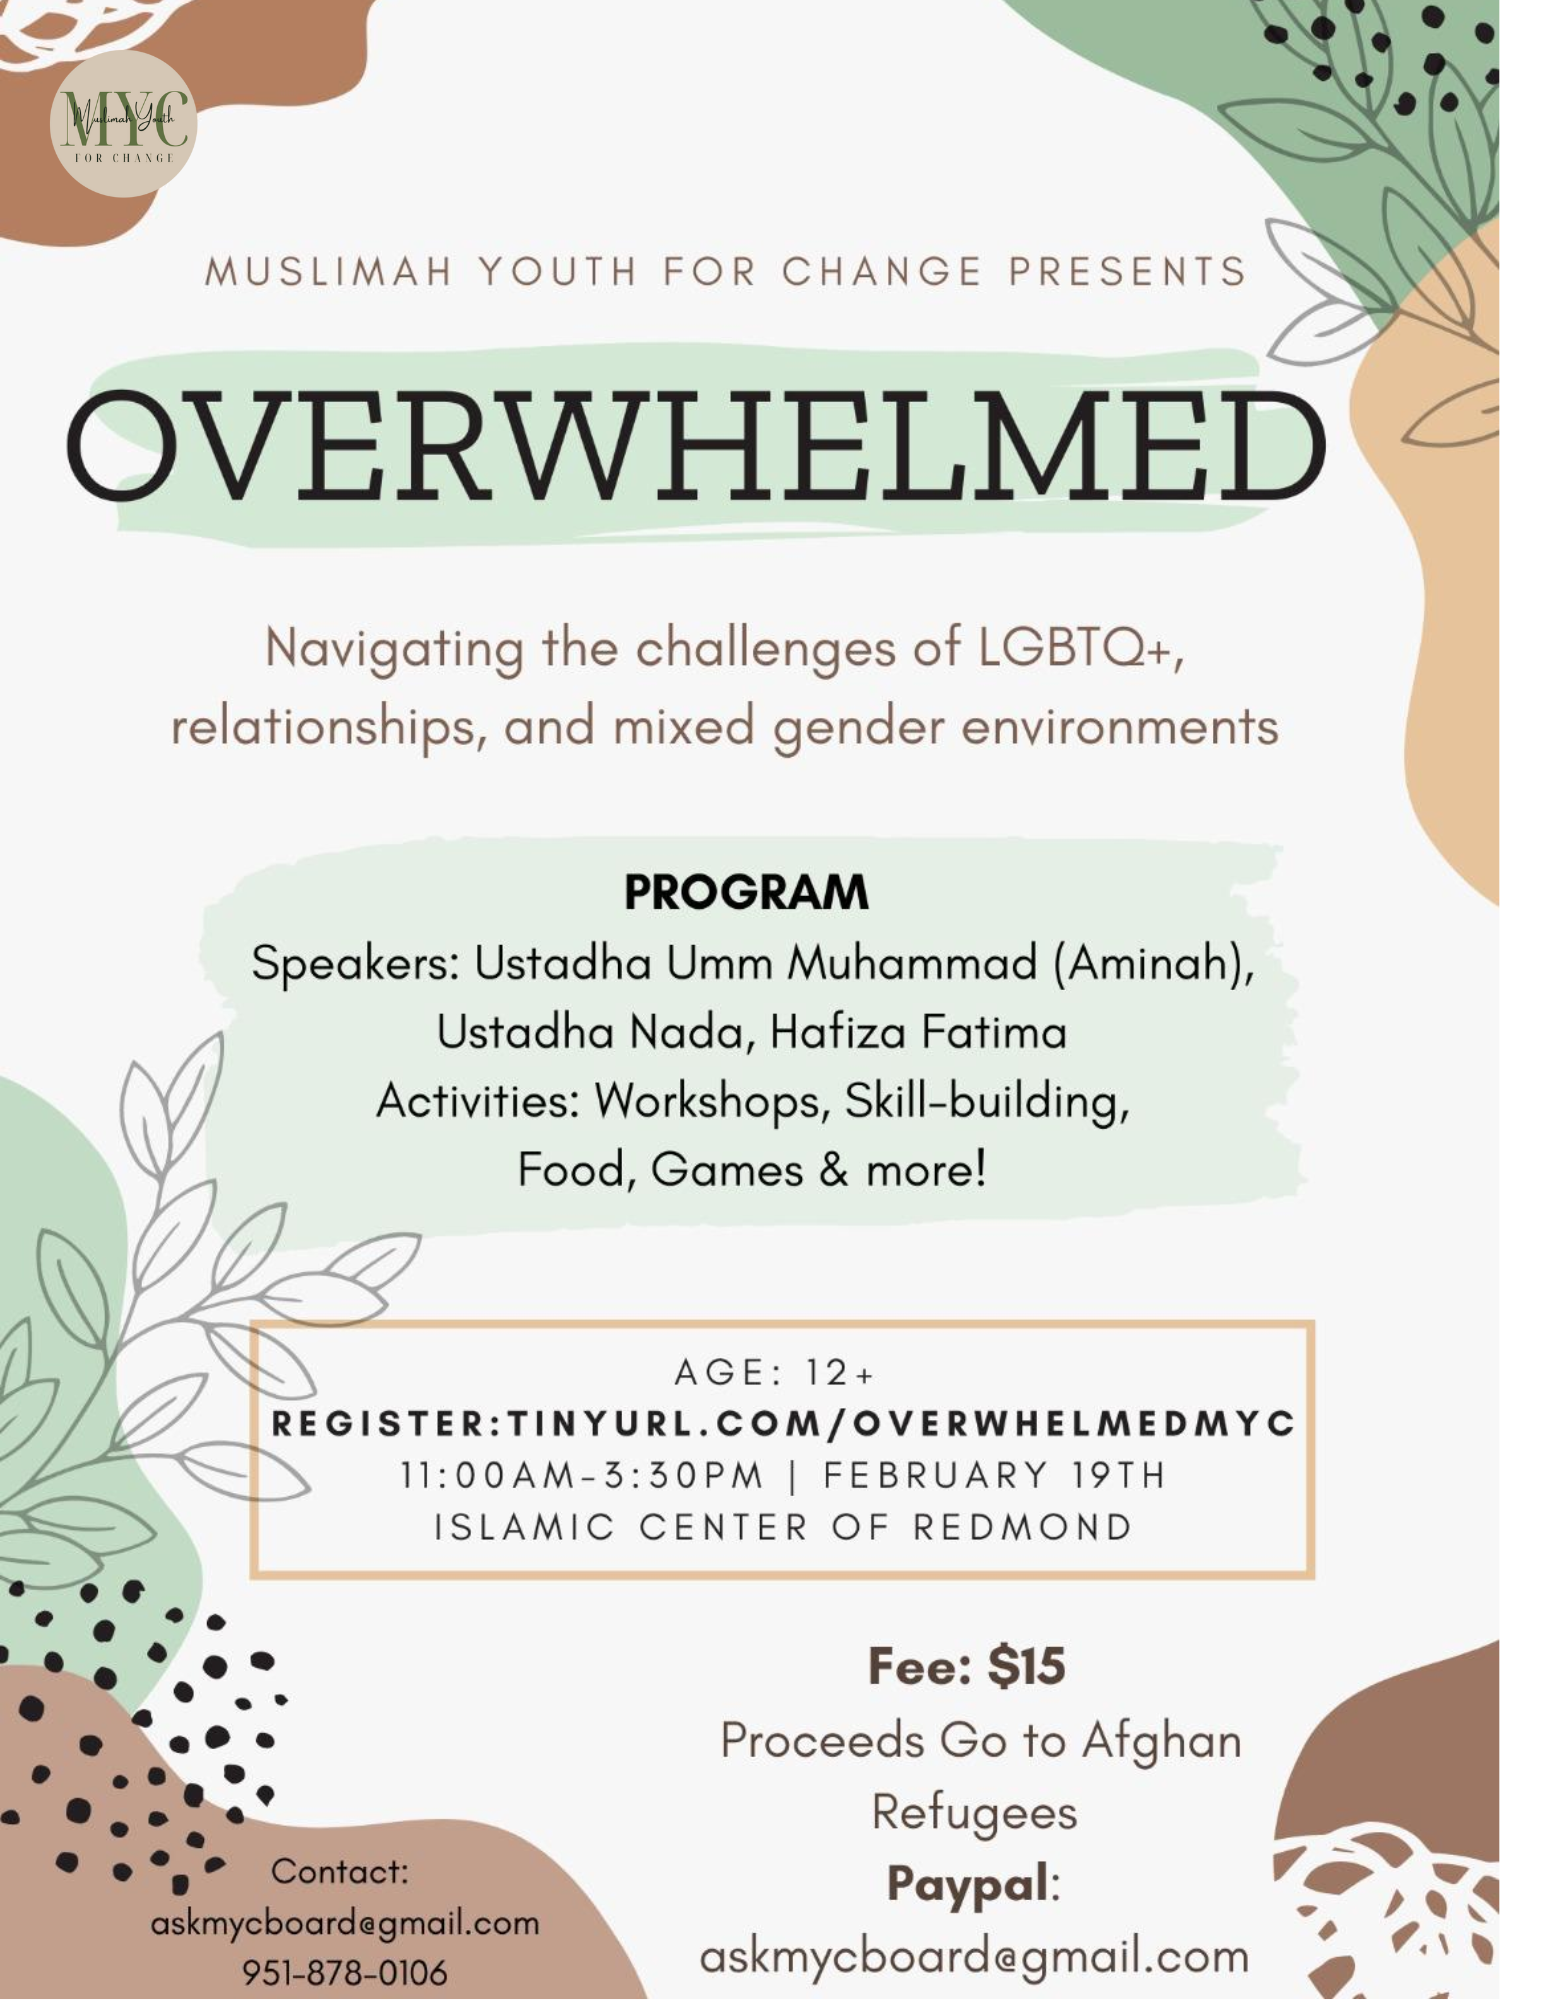 MYC
Muslimah Youth
FOR CHANGE
MUSLIMAH YOUTH FOR CHANGE PRESENTS
OVERWHELMED
Navigating the challenges of LGBTQ+,
relationships, and mixed gender environments
PROGRAM
Speakers: Ustadha Umm Muhammad (Aminah),
Ustadha Nada, Hafiza Fatima
Activities: Workshops, Skill-building,
Food, Games & more!
AGE: 12+
REGISTER:TINYURL.COM/OVERWHELMEDMYC
11:00AM-3:30PM | FEBRUARY 19TH
ISLAMIC CENTER OF REDMOND
Fee: $15
Proceeds Go to Afghan
Refugees
Paypal:
askmycboard@gmail.com
Contact:
askmycboard@gmail.com
951-878-0106